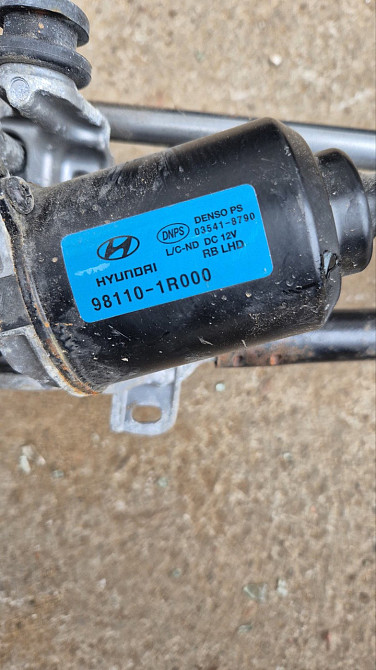 HYUNDAI
98110-1R000
DNPS
DENSO PS
03541-8790
L/C-ND DC 12V
RB LHD